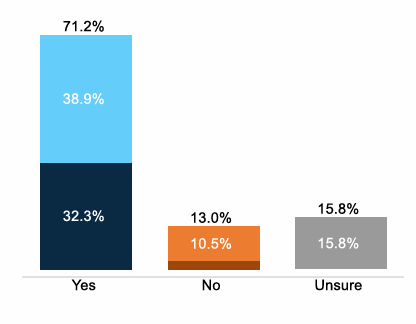 71.2%
38.9%
32.3%
13.0%
10.5%
15.8%
15.8%
Yes
No
Unsure